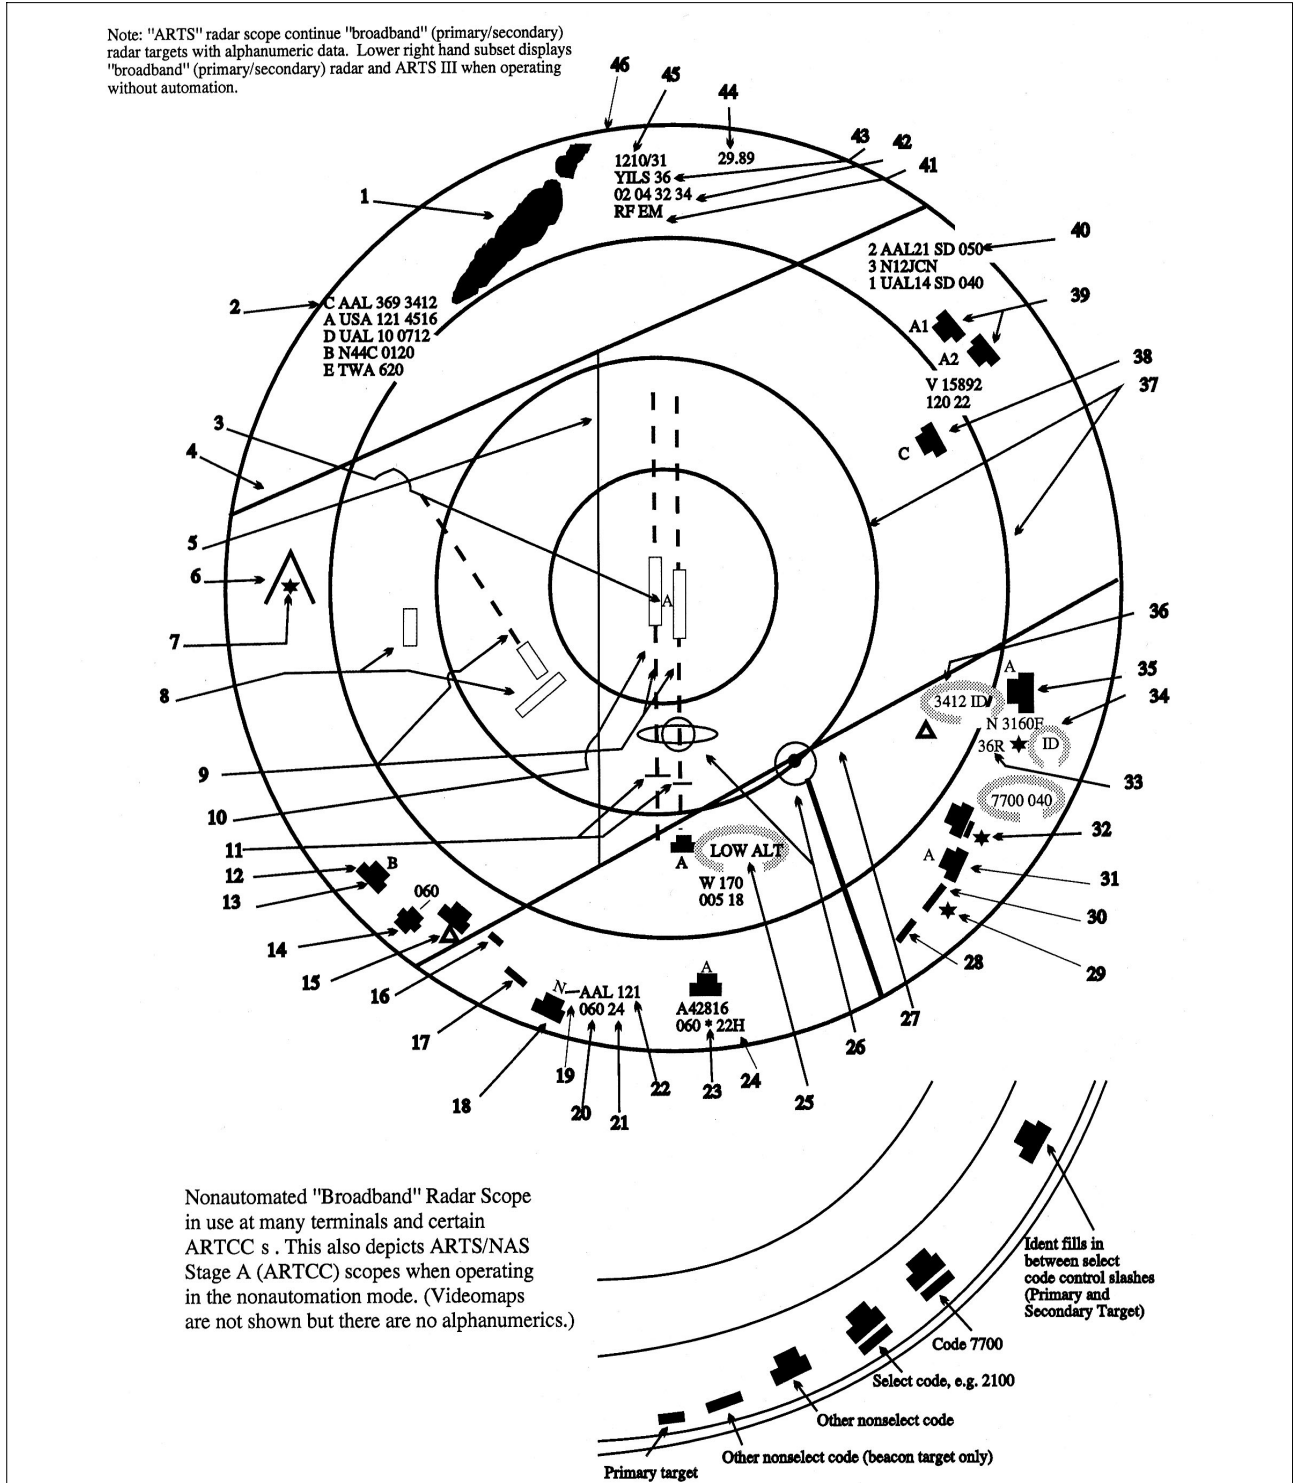 Note: "ARTS" radar scope continue "broadband" (primary/secondary)
radar targets with alphanumeric data. Lower right hand subset displays
"broadband" (primary/secondary) radar and ARTS III when operating
without automation.
46
45
44
43
42
41
1210/31
29.89
YILS 36
02 04 32 34
RF EM
1
40
2 AAL21 SD 050
3 N12JCN
1 UAL14 SD 040
39
2
C AAL 369 3412
A USA 121 4516
D UAL 10 0712
B N44C 0120
E TWA 620
A1
A2
38
37
V 15892
120 22
C
3
4
5
6
7
8
A
36
A
35
34
3412 ID
N 3160F
36R
ID
33
7700 040
9
10
11
32
12
B
A
LOW ALT
A
31
13
W 170
005 18
060
30
14
28
29
15
16
A
N
AAL 121
060 24
A42816
060 * 22H
27
17
26
18
19
20
21
22
23
24
25
Nonautomated "Broadband" Radar Scope
in use at many terminals and certain
ARTCC s . This also depicts ARTS/NAS
Stage A (ARTCC) scopes when operating
in the nonautomation mode. (Videomaps
are not shown but there are no alphanumerics.)
Ident fills in
between select
code control slashes
(Primary and
Secondary Target)
Code 7700
Select code, e.g. 2100
Other nonselect code
Other nonselect code (beacon target only)
Primary target